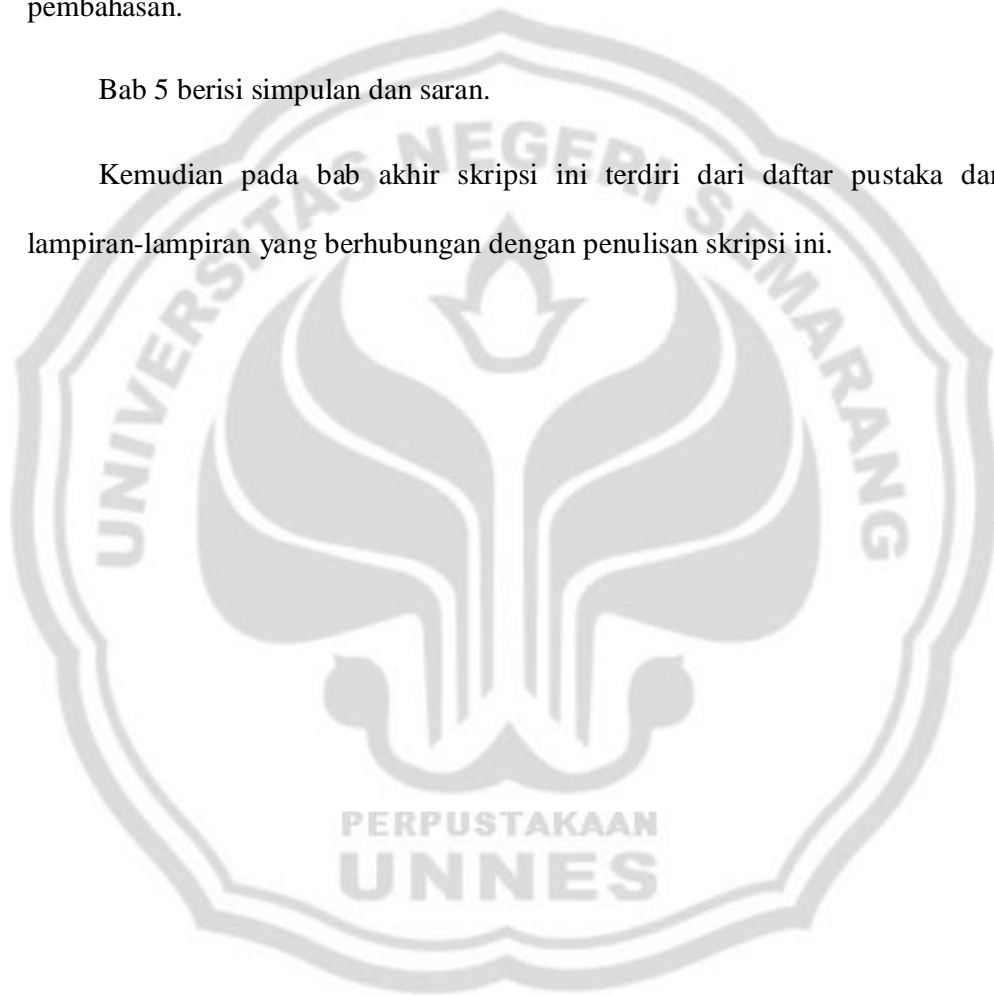 pembahasan.
Bab 5 berisi simpulan dan saran.
Kemudian pada bab akhir skripsi ini terdiri dari daftar pustaka dan
lampiran-lampiran yang berhubungan dengan penulisan skripsi ini.
UNIVERSITAS NEGERI SEMARANG
PERPUSTAKAAN
UNNES